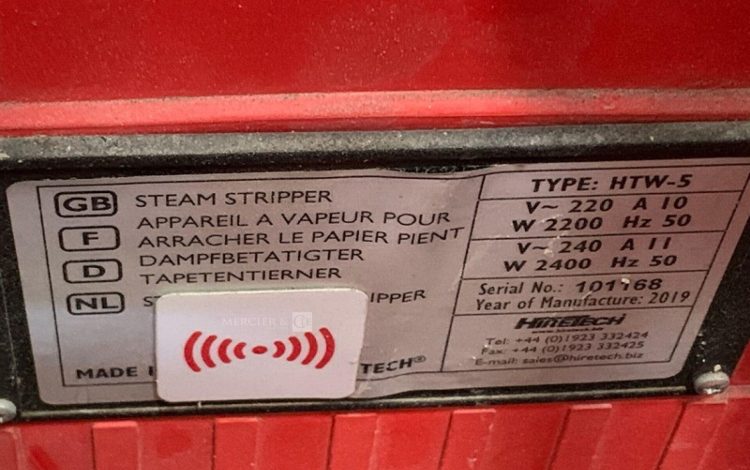 GB STEAM STRIPPER
F APPAREIL A VAPEUR POUR
ARRACHER LE PAPIER PIENT
D DAMPFBETATIGTER
TAPETENTIERNER
NL IPPER
MADE TECH®
MERCIER &
TYPE: HTW-5
V~ 220 A 10
W 2200 Hz 50
V~ 240 A 11
W 2400 Hz 50
Serial No.: 101168
Year of Manufacture: 2019
HIRETECH
Tel: +44 (0)1923 332424
Fax: +44 (0)1923 332425
E-mail: sales@hiretech.biz